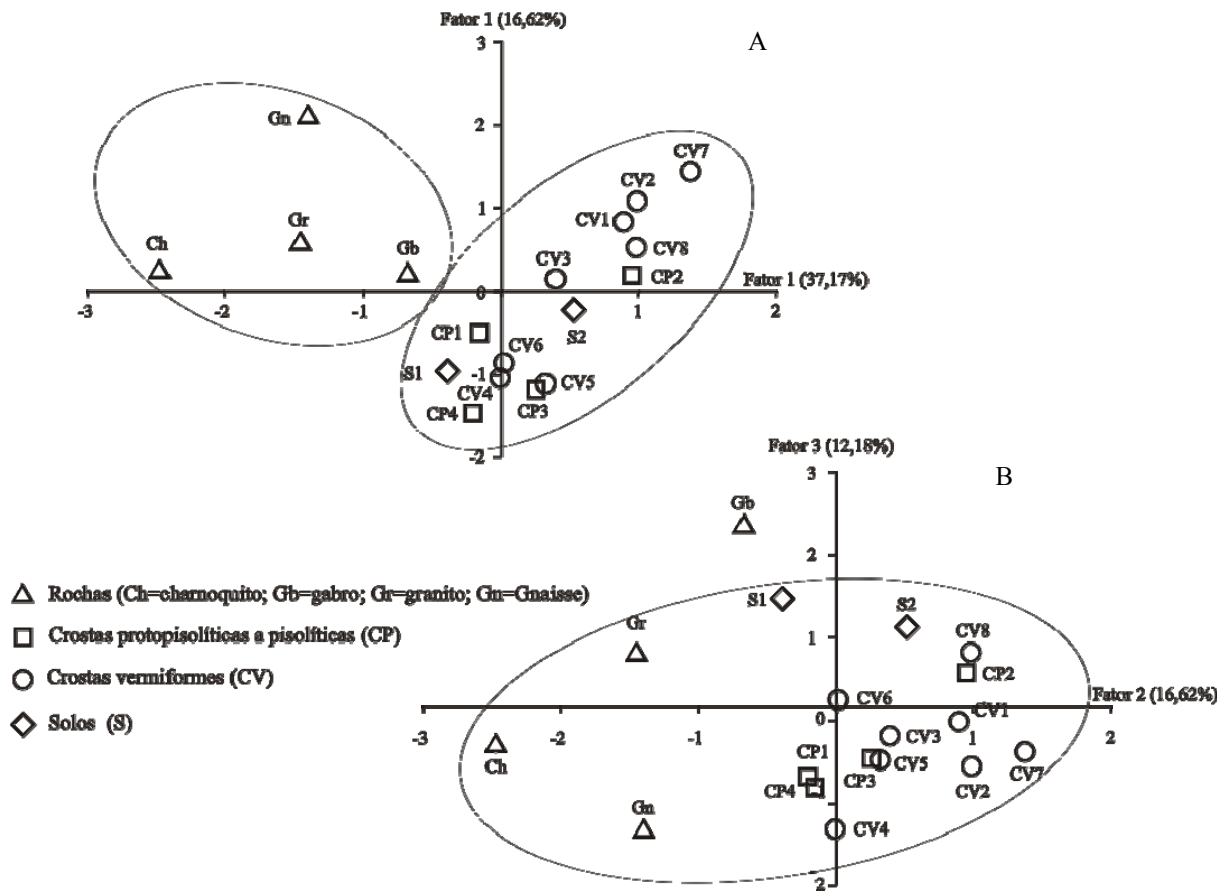 Fator 1 (16,62%)
A
3
2
1
0
-1
-2
-3
-2
-1
1
2
Fator 1 (37,17%)
Gn
Gr
Ch
Gb
CV7
CV2
CV1
CV8
CV3
CP2
S2
CP1
CV6
S1
CV4
CV5
CP4
CP3
Fator 3 (12,18%)
B
3
2
1
0
2
-3
-2
-1
1
2
Fator 2 (16,62%)
Gb
S1
S2
Gr
CV8
CP2
CV6
CV1
Ch
CP1
CV3
CP4
CP3
CV5
CV2
CV7
Gn
CV4
Rochas (Ch=charnoquito; Gb=gabro; Gr=granito; Gn=Gnaisse)
Crostas protopisolíticas a pisolíticas (CP)
Crostas vermiformes (CV)
Solos (S)